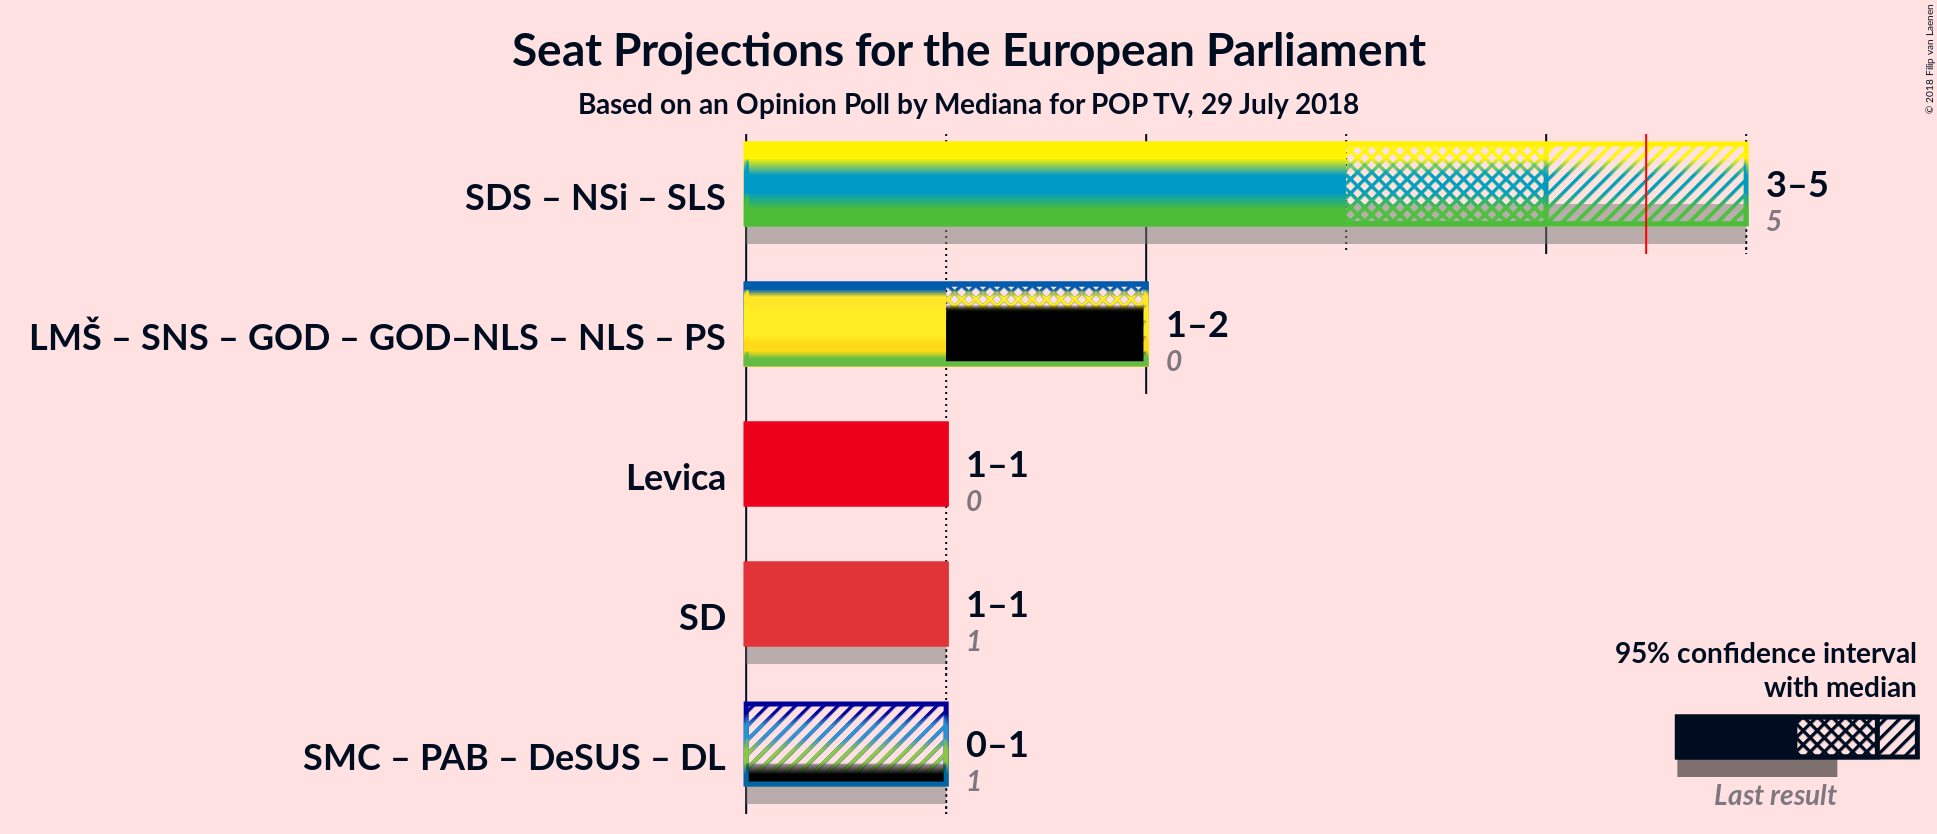 Seat Projections for the European Parliament
Based on an Opinion Poll by Mediana for POP TV, 29 July 2018
© 2018 Filip van Laenen
SDS – NSi – SLS
3–5
5
LMŠ – SNS – GOD – GOD–NLS – NLS – PS
1–2
0
Levica
1–1
0
SD
1–1
1
SMC – PAB – DeSUS – DL
0–1
1
95% confidence interval
with median
Last result